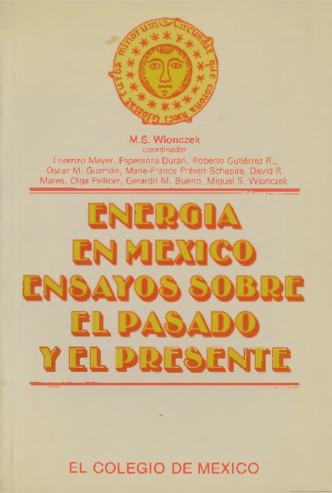 M.S. Wionczek
coordinador
Lorenzo Meyer, Esperanza Durán, Roberto Gutiérrez R.,
Oscar M. Guzmán, Marie-France Prévot-Schapira, David R.
Mares, Olga Pellicer, Gerardo M. Bueno, Miguel S. Wionczek
ENERGIA
EN MEXICO
ENSAYOS SOBRE
EL PASADO
Y EL PRESENTE
EL COLEGIO DE MEXICO